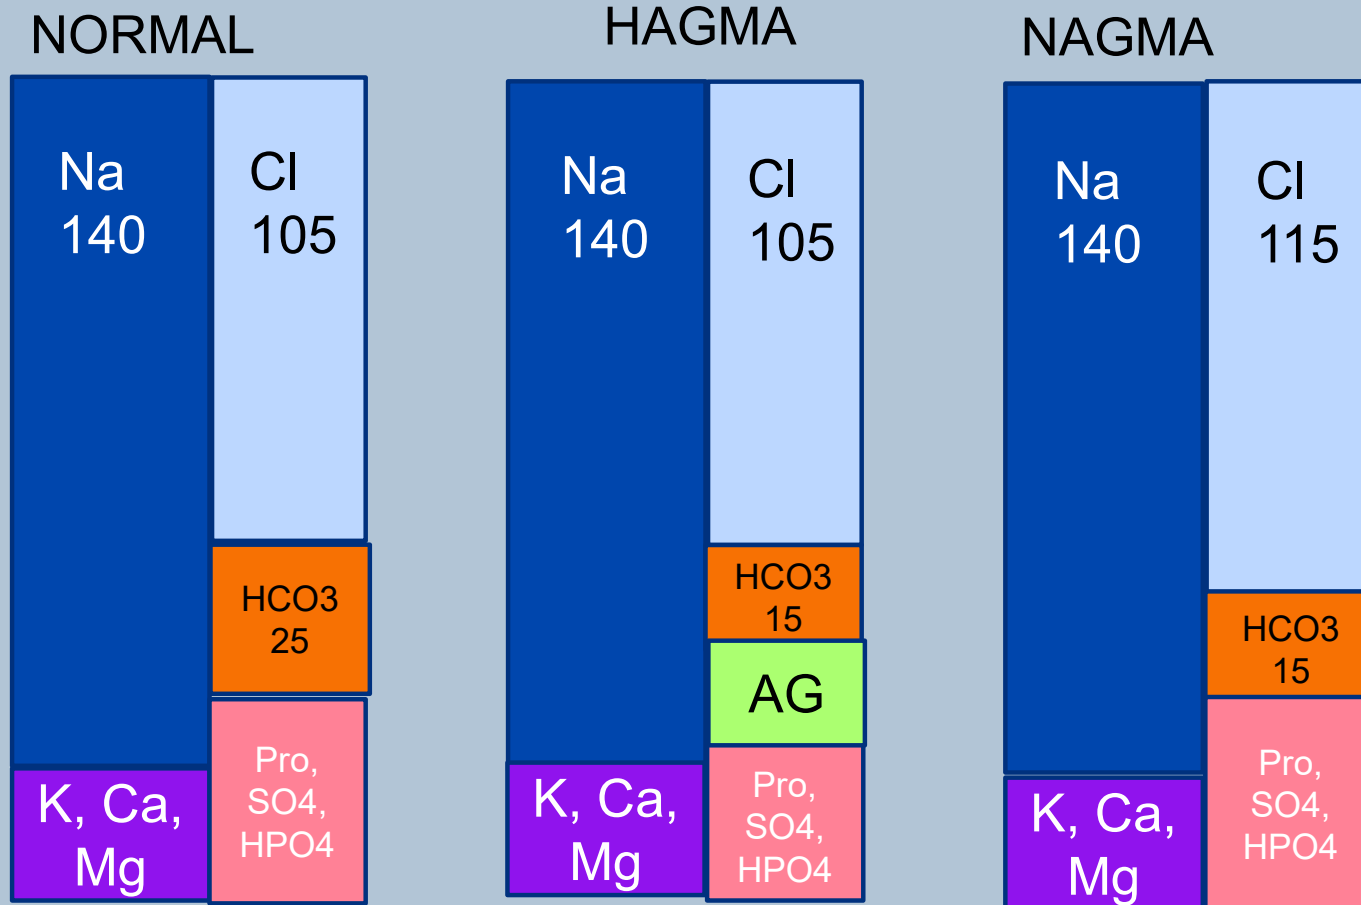 NORMAL
Na
140
Cl
105
HCO3
25
K, Ca,
Mg
Pro,
SO4,
HPO4
HAGMA
Na
140
Cl
105
HCO3
15
AG
K, Ca,
Mg
Pro,
SO4,
HPO4
NAGMA
Na
140
Cl
115
HCO3
15
K, Ca,
Mg
Pro,
SO4,
HPO4